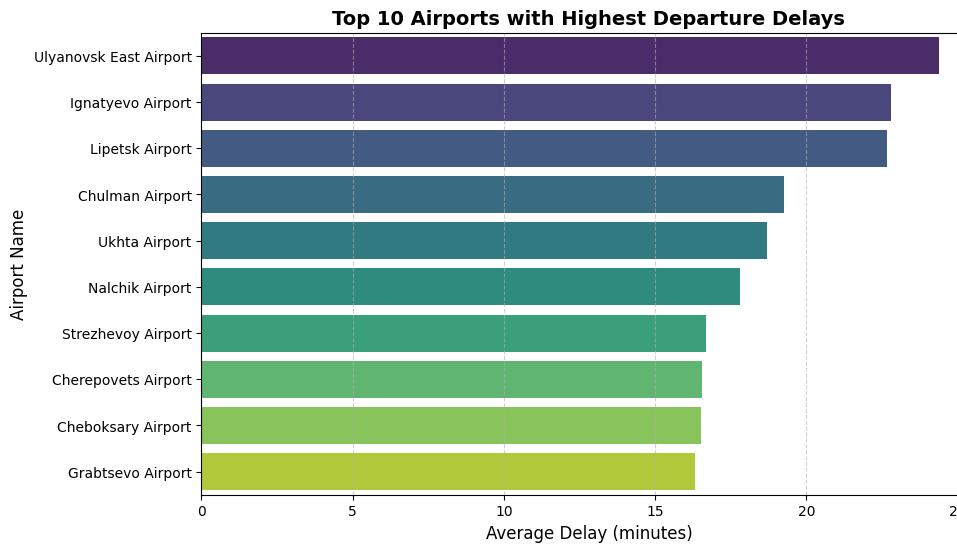 Top 10 Airports with Highest Departure Delays
Airport Name
Ulyanovsk East Airport
Ignatyevo Airport
Lipetsk Airport
Chulman Airport
Ukhta Airport
Nalchik Airport
Strezhevoy Airport
Cherepovets Airport
Cheboksary Airport
Grabtsevo Airport
0 5 10 15 20
Average Delay (minutes)